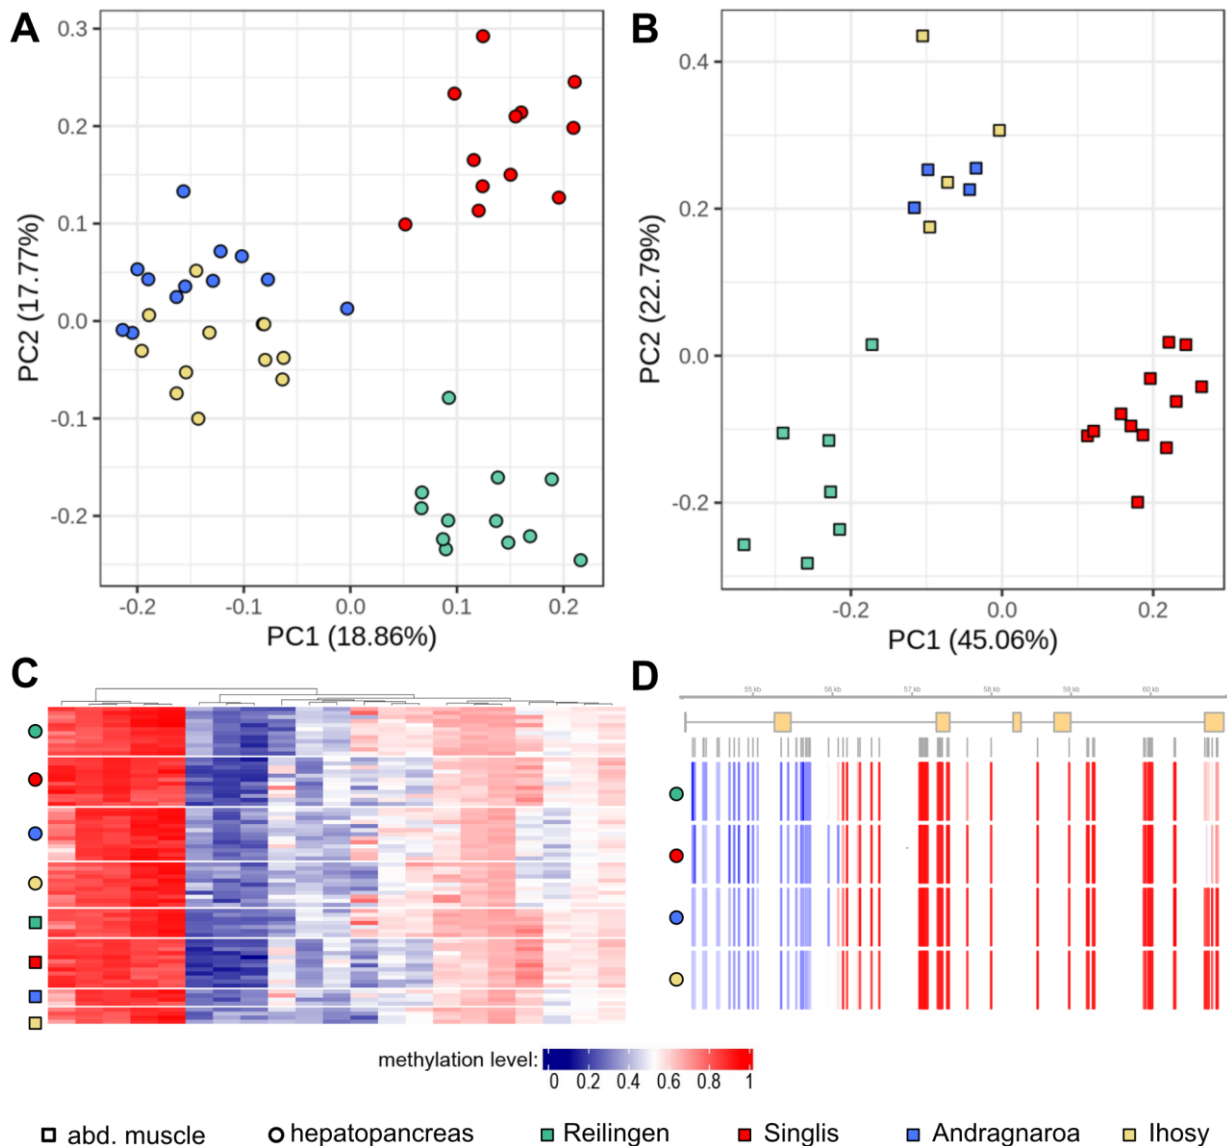 A
0.3
0.2
0.1
0.0
-0.1
-0.2
PC2 (17.77%)
-0.2 -0.1 0.0 0.1 0.2
PC1 (18.86%)
B
0.4
0.2
0.0
-0.2
PC2 (22.79%)
-0.2 0.0 0.2
PC1 (45.06%)
C
D
55 kb 56 kb 57 kb 58 kb 59 kb 60 kb
methylation level:
0 0.2 0.4 0.6 0.8 1
abd. muscle hepatopancreas Reilingen Singlis Andragnaroa Ihosy